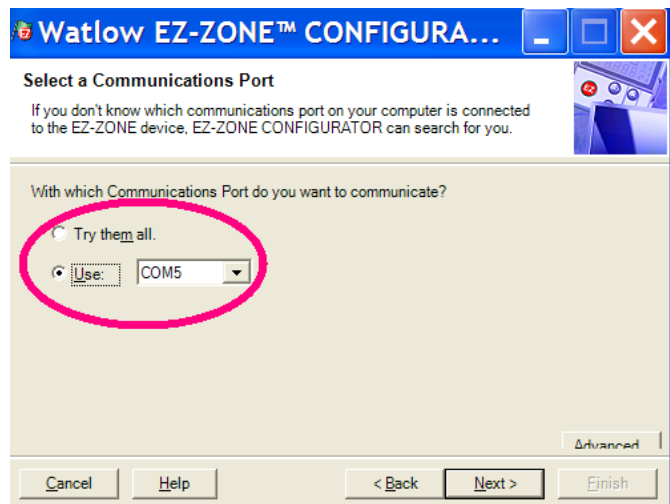 Watlow EZ-ZONE™ CONFIGURA...
Select a Communications Port
If you don't know which communications port on your computer is connected
to the EZ-ZONE device, EZ-ZONE CONFIGURATOR can search for you.
With which Communications Port do you want to communicate?
Try them all.
Use: COM5
Advanced
Cancel Help < Back Next > Finish